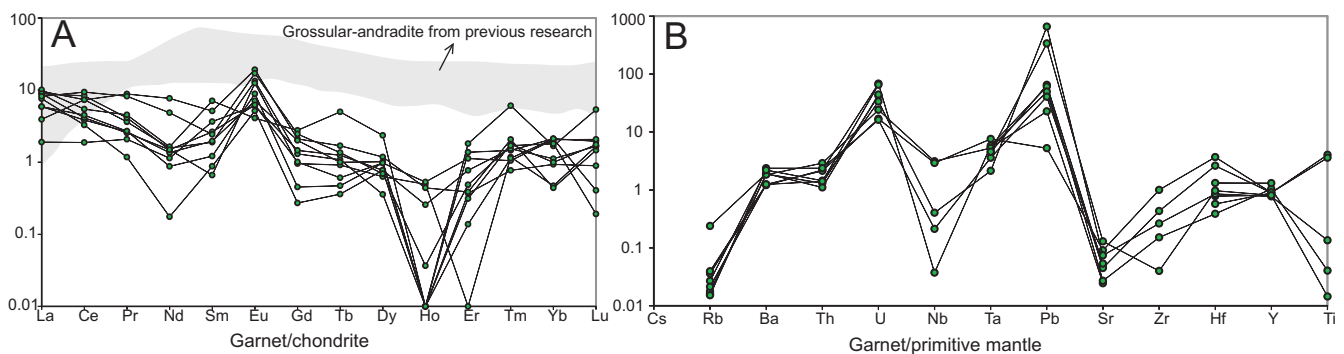 A
Grossular-andradite from previous research
100
10
1
0.1
0.01
La Ce Pr Nd Sm Eu Gd Tb Dy Ho Er Tm Yb Lu
Garnet/chondrite
B
1000
100
10
1
0.1
0.01
Cs Rb Ba Th U Nb Ta Pb Sr Zr Hf Y Ti
Garnet/primitive mantle